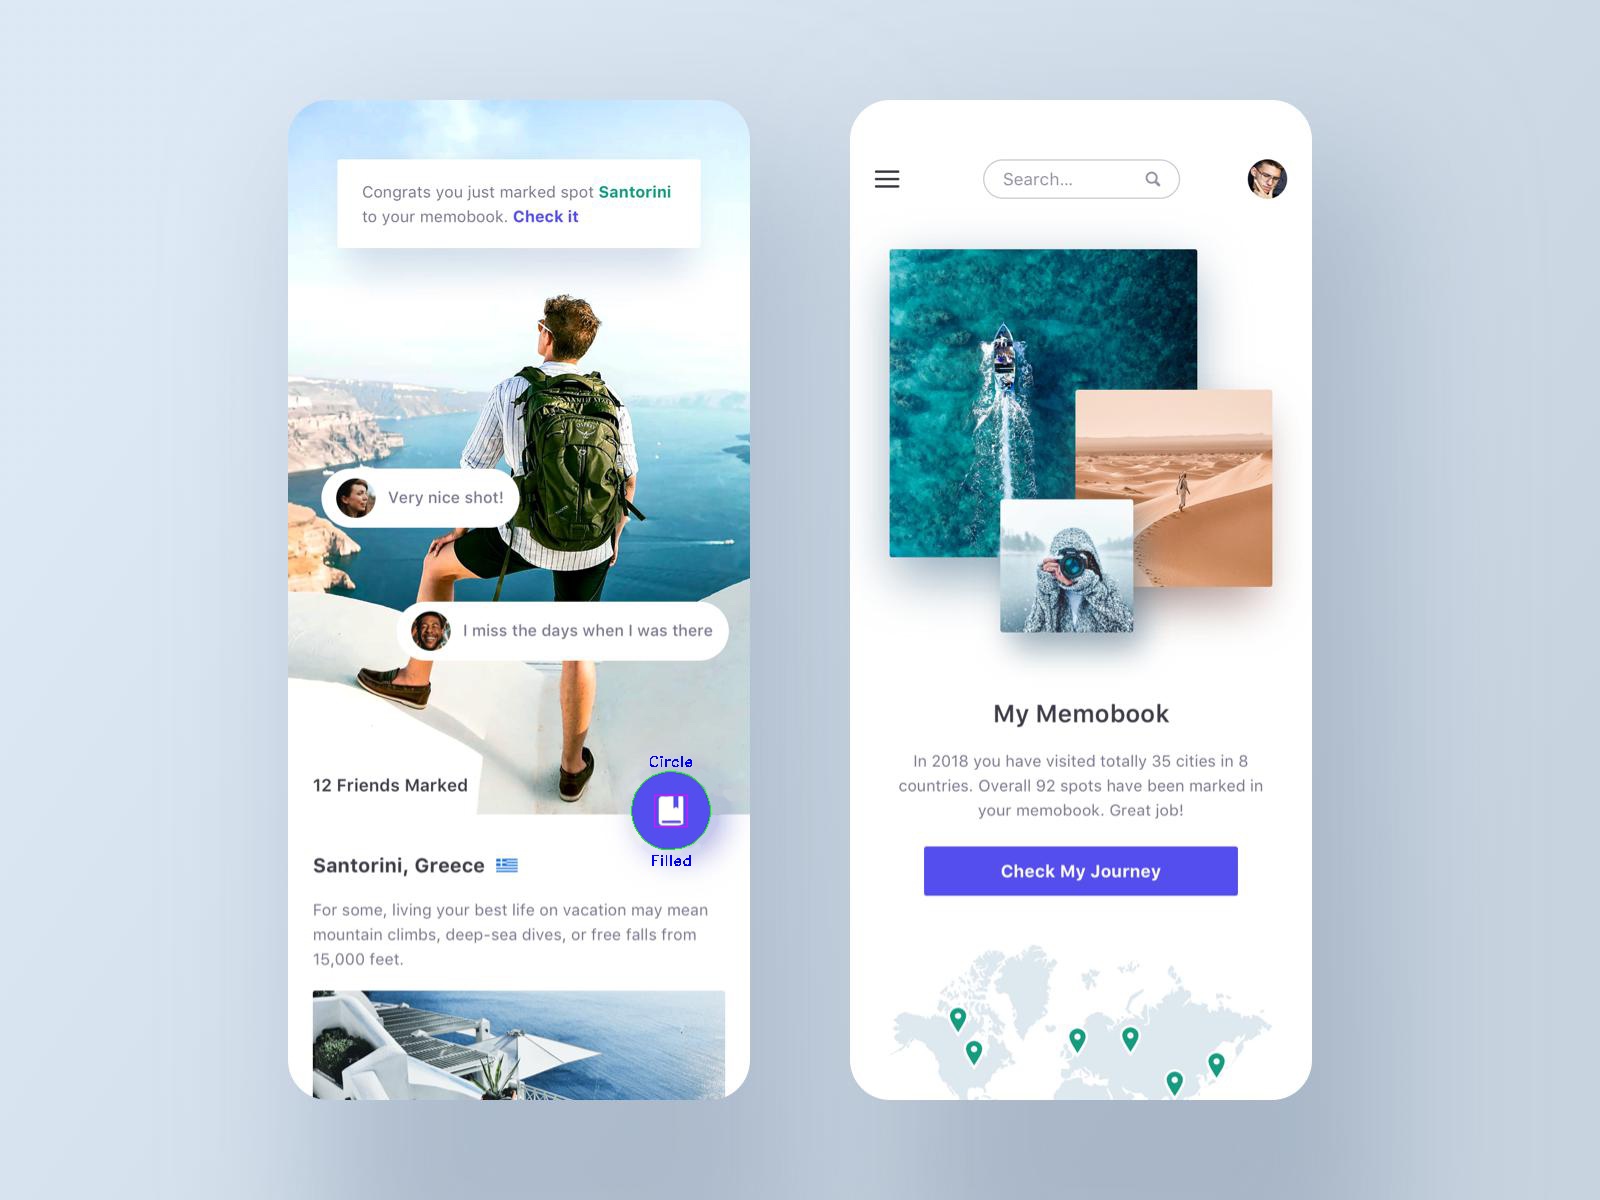 Congrats you just marked spot Santorini
to your memobook. Check it
Very nice shot!
I miss the days when I was there
12 Friends Marked
Circle
Filled
Santorini, Greece
For some, living your best life on vacation may mean
mountain climbs, deep-sea dives, or free falls from
15,000 feet.
Search...
My Memobook
In 2018 you have visited totally 35 cities in 8
countries. Overall 92 spots have been marked in
your memobook. Great job!
Check My Journey